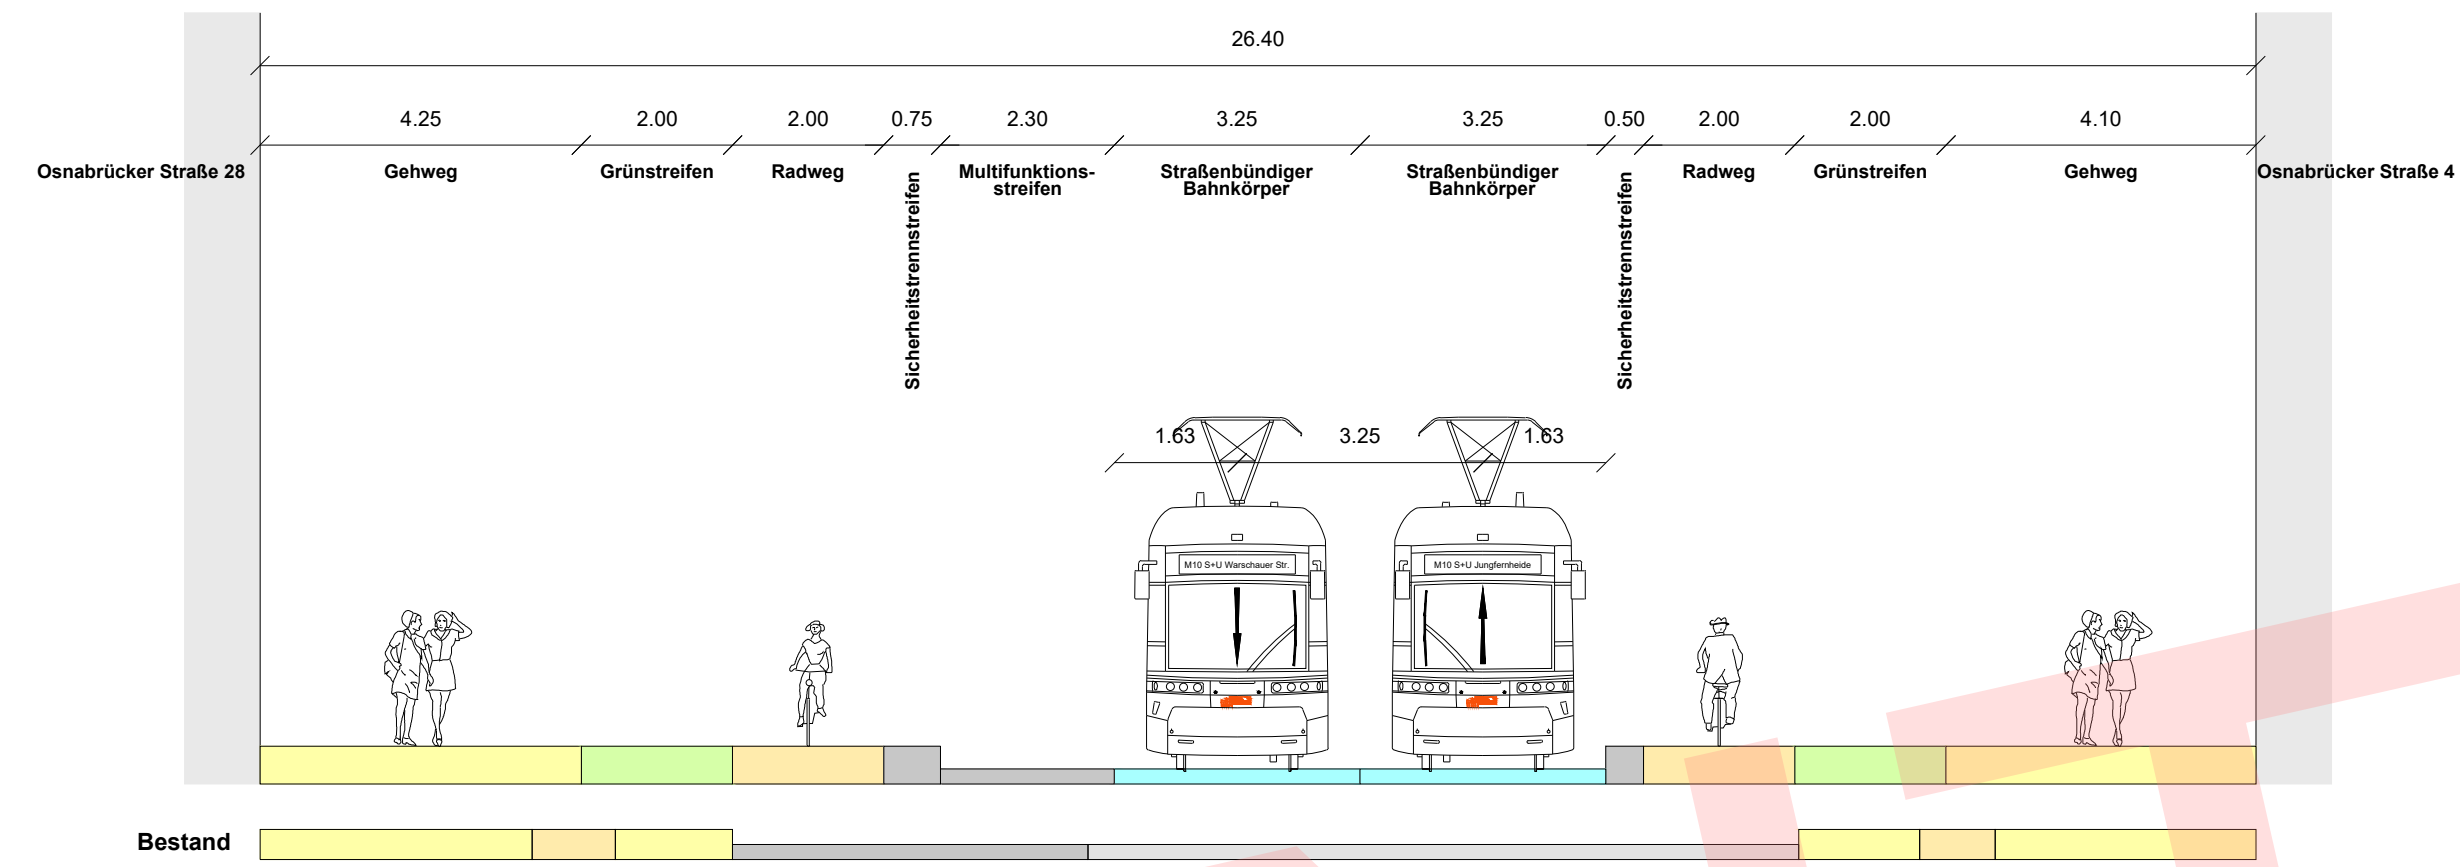 26.40
4.25 2.00 2.00 0.75 2.30 3.25 3.25 0.50 2.00 2.00 4.10
Osnabrücker Straße 28 Gehweg Grünstreifen Radweg Sicherheitstrennstreifen Multifunktions- Straßenbündiger Straßenbündiger Sicherheitstrennstreifen Radweg Grünstreifen Gehweg Osnabrücker Straße 4
streifen Bahnkörper Bahnkörper
1.63 3.25 1.63
M10 S+U Warschauer Str. M10 S+U Jungfernheide
Bestand